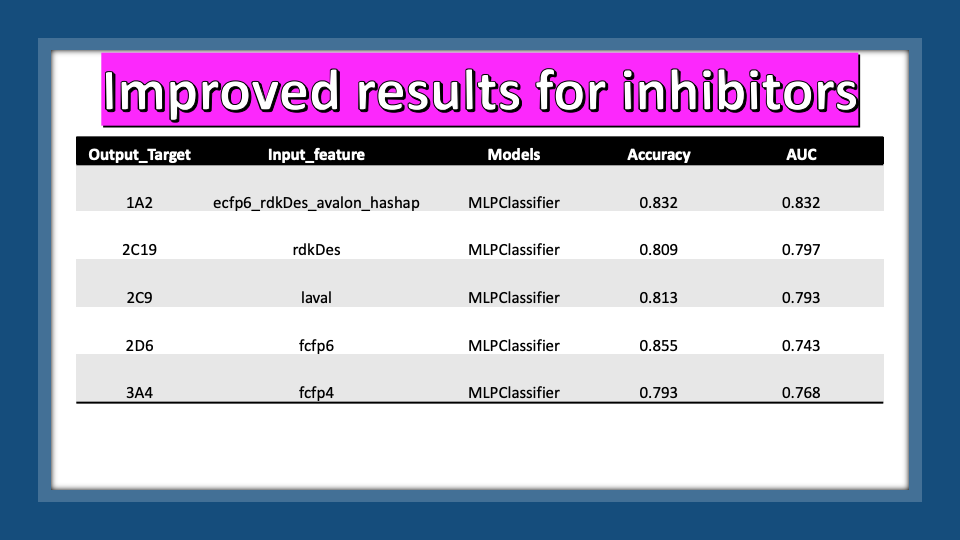 Improved results for inhibitors
Output_Target Input_feature Models Accuracy AUC
1A2 ecfp6_rdkDes_avalon_hashap MLPClassifier 0.832 0.832
2C19 rdkDes MLPClassifier 0.809 0.797
2C9 laval MLPClassifier 0.813 0.793
2D6 fcfp6 MLPClassifier 0.855 0.743
3A4 fcfp4 MLPClassifier 0.793 0.768